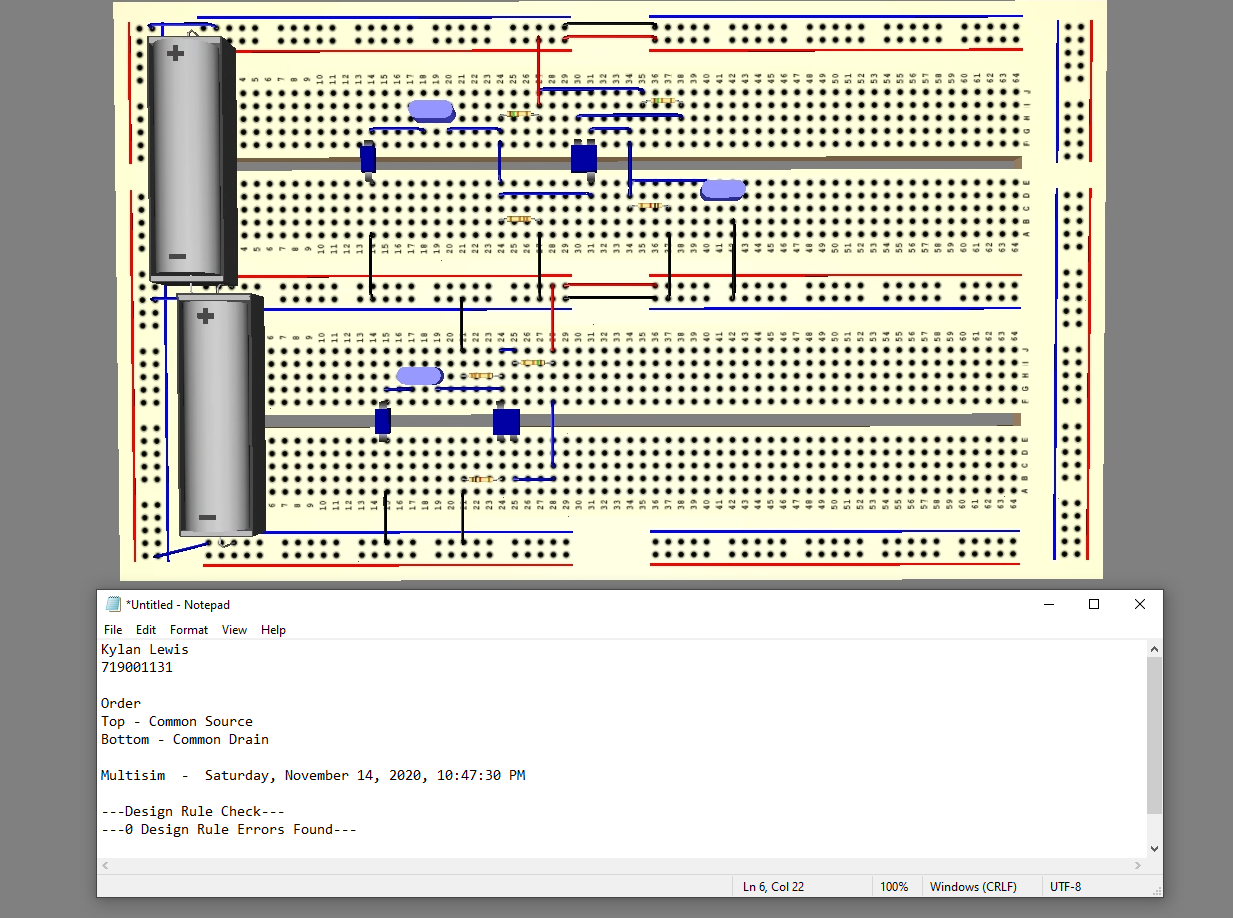 *Untitled - Notepad
File Edit Format View Help
Kylan Lewis
719001131
Order
Top - Common Source
Bottom - Common Drain
Multisim - Saturday, November 14, 2020, 10:47:30 PM
---Design Rule Check---
---0 Design Rule Errors Found---
Ln 6, Col 22 100% Windows (CRLF) UTF-8